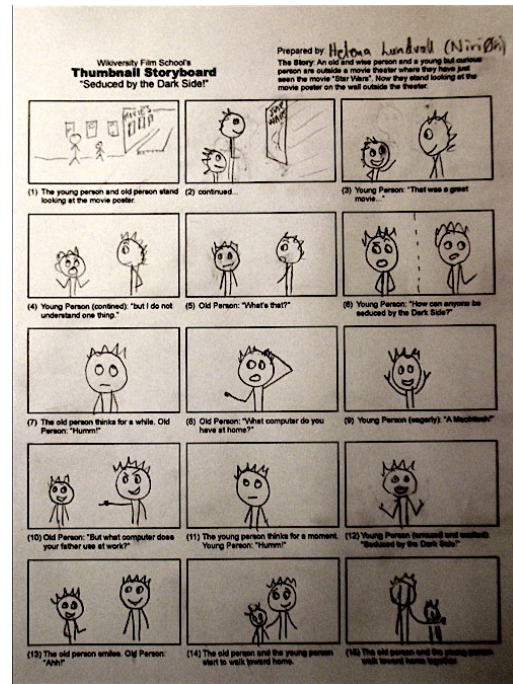 Prepared by Helena Lundvall (Niri
Wikiversity Film School's
Thumbnail Storyboard
"Seduced by the Dark Side!"
The Story: An old and wise person and a young but curious
person are outside a movie theater where they have just
seen the movie "Star Wars". Now they stand looking at the
movie poster on the wall outside the theater.
STAR
WARS
(1) The young person and old person stand
looking at the movie poster.
(2) continued...
(3) Young Person: "That was a great
movie..."
(4) Young Person (contined): "but I do not
understand one thing."
(5) Old Person: "What's that?"
(6) Young Person: "How can anyone be
seduced by the Dark Side?"
(7) The old person thinks for a while. Old
Person: "Humm!"
(8) Old Person: "What computer do you
have at home?"
(9) Young Person (eagerly): "A Macintosh!"
(10) Old Person: "But what computer does
your father use at work?"
(11) The young person thinks for a moment.
Young Person: "Humm!"
(12) Young Person (amazed and excited):
"Seduced by the Dark Side!"
(13) The old person smiles. Old Person:
"Ahh!"
(14) The old person and the young person
start to walk toward home.
(15) The old person and the young person
walk toward home together.